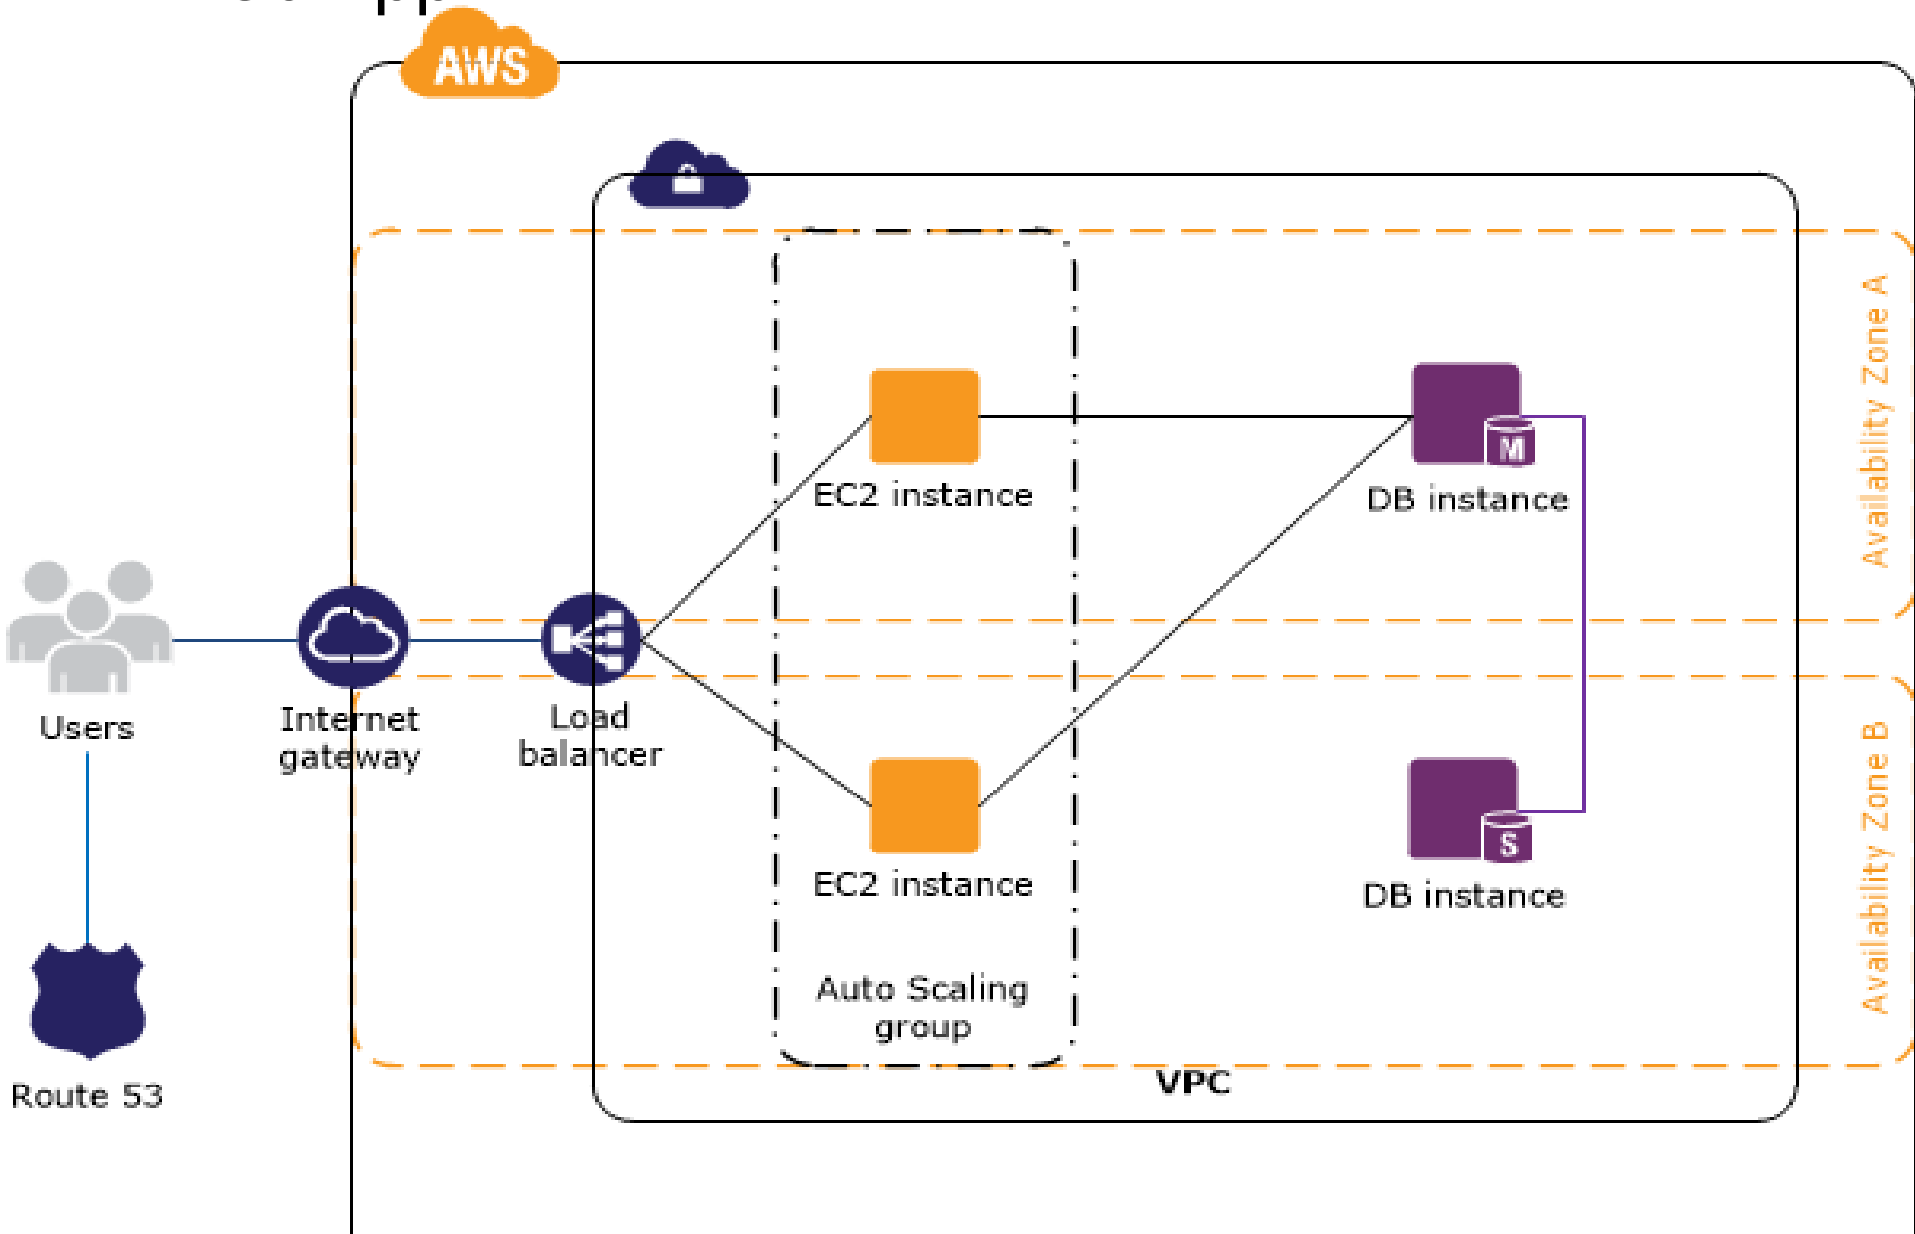 AWS
Availability Zone A
EC2 instance
M
DB instance
Users
Internet
gateway
Load
balancer
Availability Zone B
EC2 instance
S
DB instance
Auto Scaling
group
VPC
Route 53